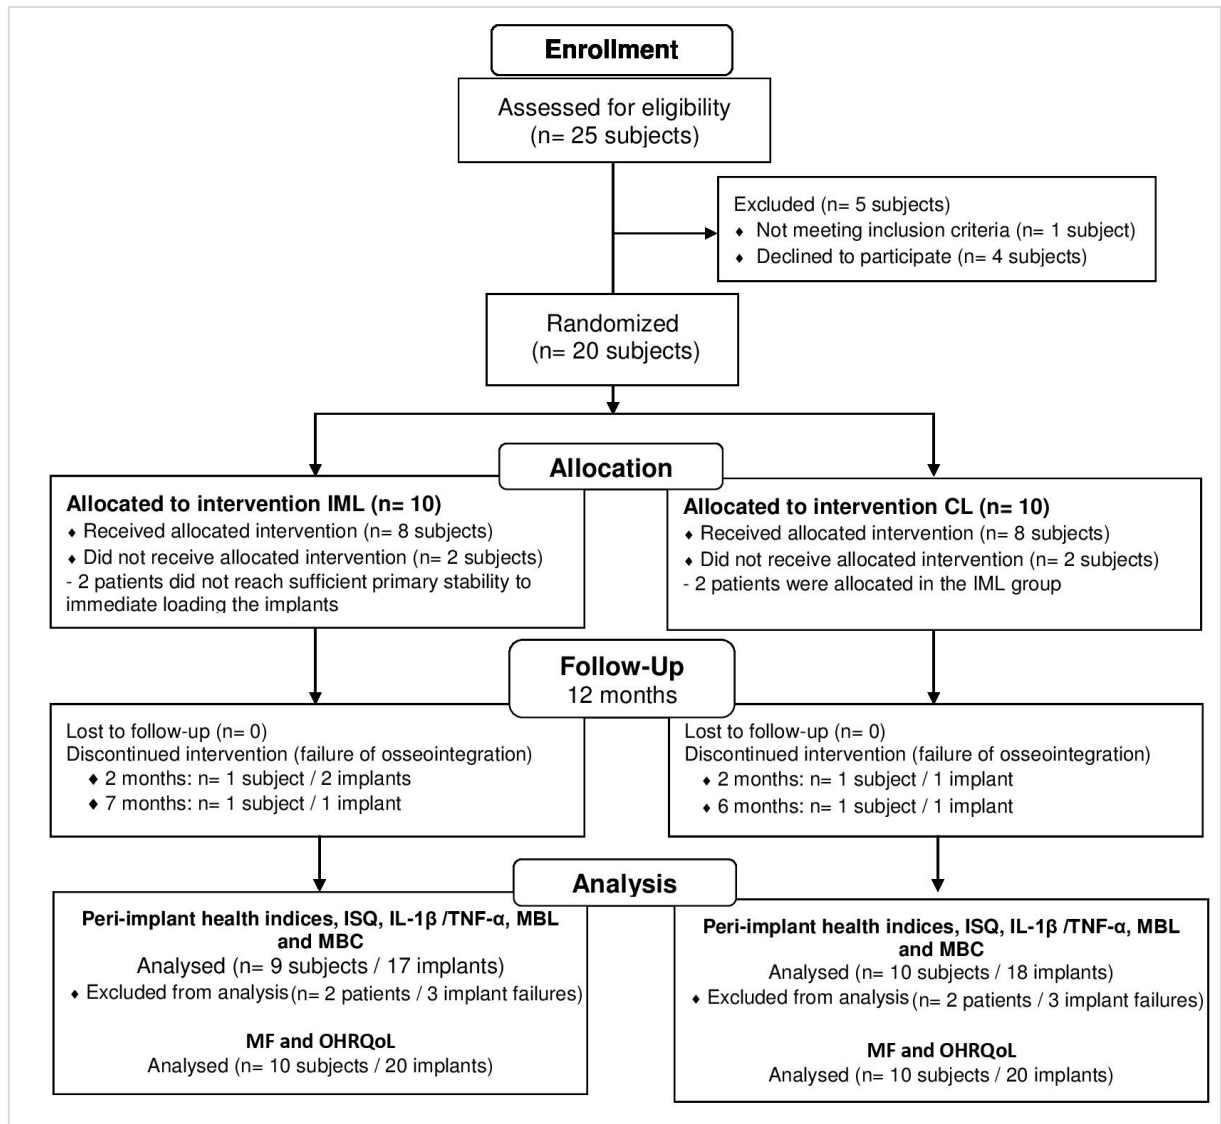 Enrollment
Assessed for eligibility
(n= 25 subjects)
Excluded (n= 5 subjects)
♦ Not meeting inclusion criteria (n= 1 subject)
♦ Declined to participate (n= 4 subjects)
Randomized
(n= 20 subjects)
Allocation
Allocated to intervention IML (n= 10)
♦ Received allocated intervention (n= 8 subjects)
♦ Did not receive allocated intervention (n= 2 subjects)
- 2 patients did not reach sufficient primary stability to
immediate loading the implants
Allocated to intervention CL (n= 10)
♦ Received allocated intervention (n= 8 subjects)
♦ Did not receive allocated intervention (n= 2 subjects)
- 2 patients were allocated in the IML group
Follow-Up
12 months
Lost to follow-up (n= 0)
Discontinued intervention (failure of osseointegration)
♦ 2 months: n= 1 subject / 2 implants
♦ 7 months: n= 1 subject / 1 implant
Lost to follow-up (n= 0)
Discontinued intervention (failure of osseointegration)
♦ 2 months: n= 1 subject / 1 implant
♦ 6 months: n= 1 subject / 1 implant
Analysis
Peri-implant health indices, ISQ, IL-1β /TNF-α, MBL
and MBC
Analysed (n= 9 subjects / 17 implants)
♦ Excluded from analysis (n= 2 patients / 3 implant failures)
MF and OHRQoL
Analysed (n= 10 subjects / 20 implants)
Peri-implant health indices, ISQ, IL-1β /TNF-α, MBL
and MBC
Analysed (n= 10 subjects / 18 implants)
♦ Excluded from analysis (n= 2 patients / 3 implant failures)
MF and OHRQoL
Analysed (n= 10 subjects / 20 implants)